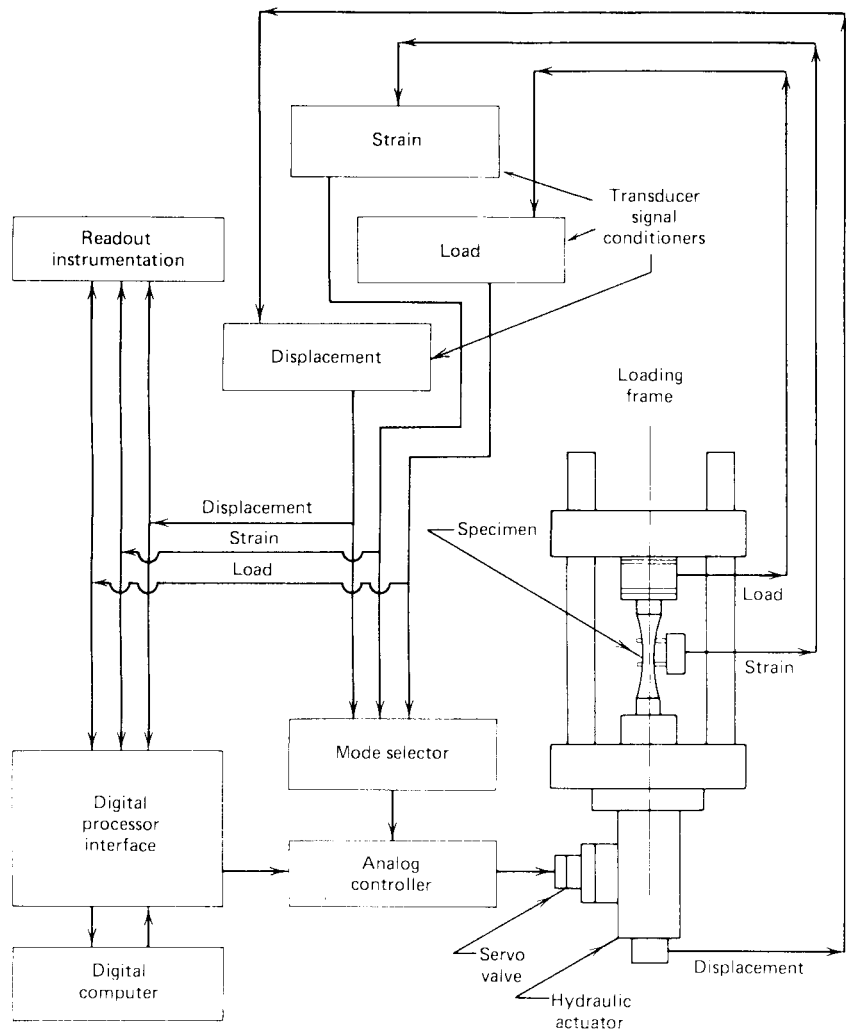 Strain
Transducer
signal
conditioners
Readout
instrumentation
Load
Displacement
Loading
frame
Displacement
Specimen
Strain
Load
Load
Strain
Mode selector
Digital
processor
interface
Analog
controller
Servo
valve
Displacement
Digital
computer
Hydraulic
actuator